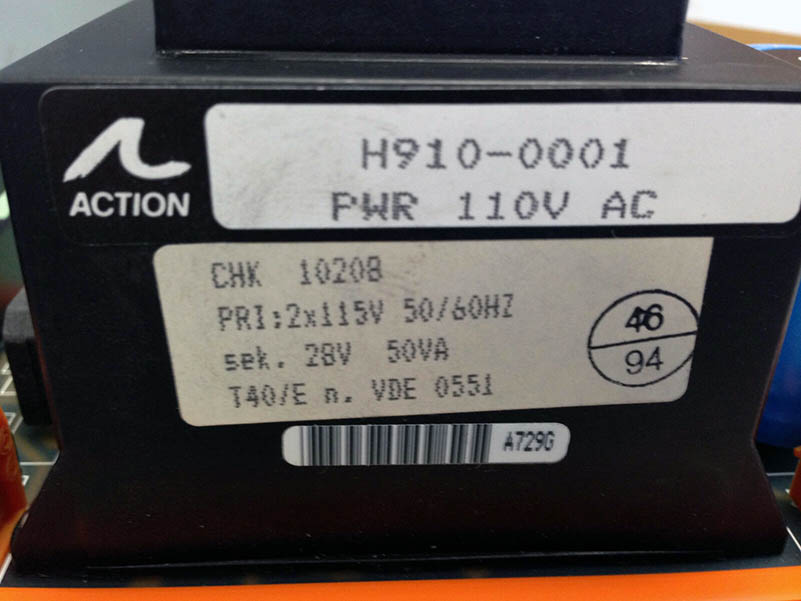 ACTION
H910-0001
PWR 110V AC
CHK 10208
PRI:2x115V 50/60HZ
sek. 28V 50VA
T40/E n. VDE 0551
94
A729G